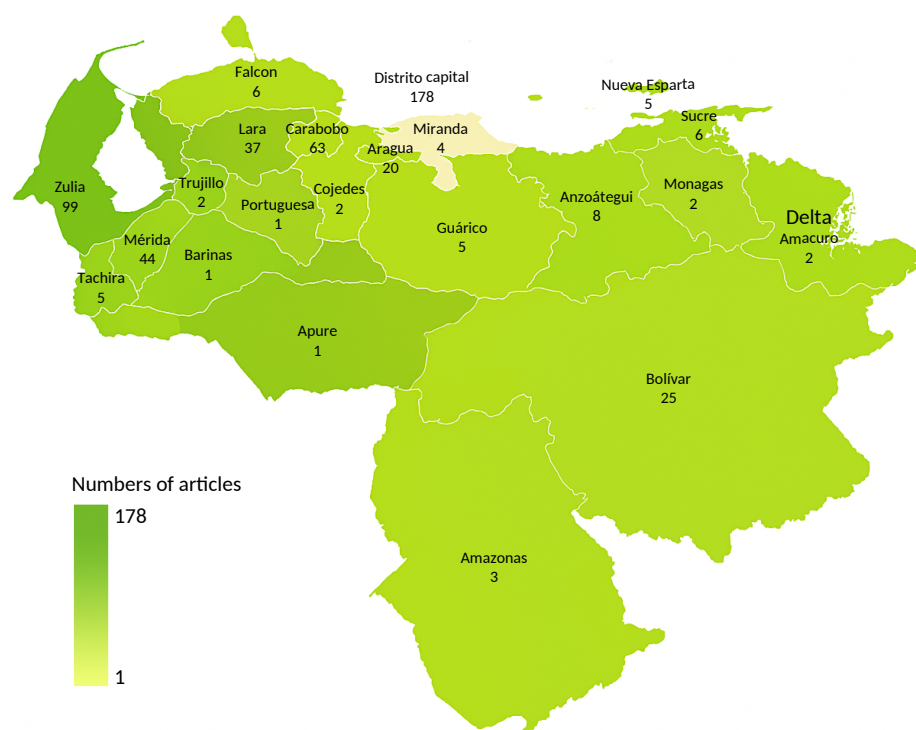 Falcon
6
Distrito capital
178
Nueva Esparta
5
Sucre
6
Lara
37
Carabobo
63
Miranda
4
Aragua
20
Zulia
99
Trujillo
2
Cojedes
2
Portuguesa
1
Anzoátegui
8
Monagas
2
Delta
Amacuro
2
Guárico
5
Mérida
44
Barinas
1
Tachira
5
Apure
1
Bolívar
25
Amazonas
3
Numbers of articles
178
1